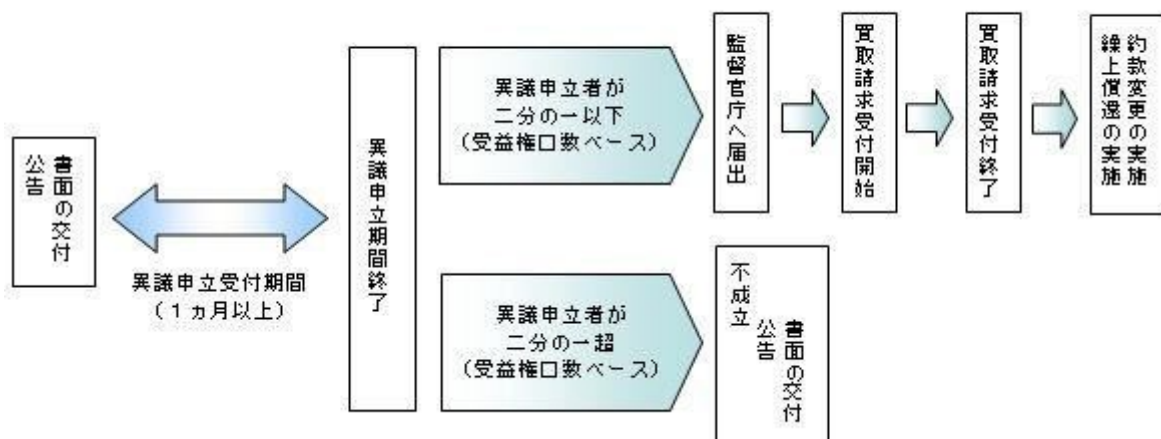 書面の交付
公告
異議申立受付期間
(1ヵ月以上)
異議申立期間終了
異議申立者が
二分の一以下
(受益権口数ベース)
監督官庁へ届出
買取請求受付開始
買取請求受付終了
約款変更の実施
繰上償還の実施
異議申立者が
二分の一超
(受益権口数ベース)
不成立
書面の交付
公告